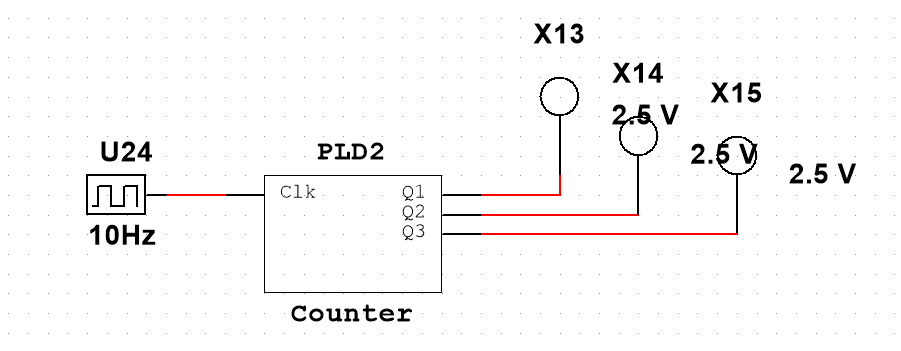 X13
X14
2.5 V
X15
2.5 V
2.5 V
U24
10Hz
PLD2
Clk
Q1
Q2
Q3
Counter